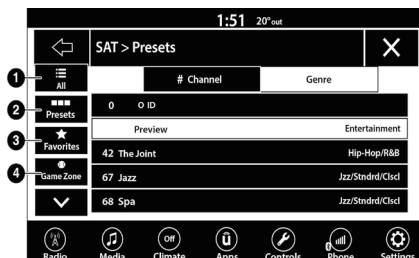 1:51 20° out
SAT > Presets X
1 All # Channel Genre
2 Presets 0 O ID
Preview Entertainment
3 Favorites 42 The Joint Hip-Hop/R&B
4 Game Zone 67 Jazz Jzz/Stndrd/Clscl
68 Spa Jzz/Stndrd/Clscl
Off û
Radio Media Climate Apps Controls Phone Settings